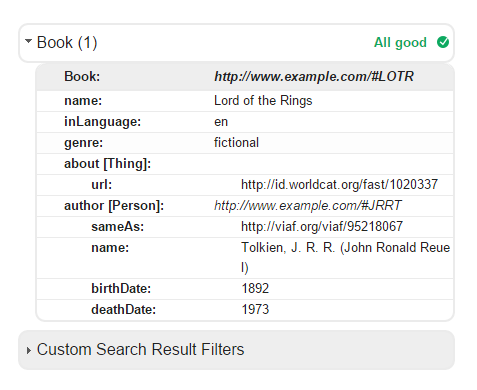 Book (1) All good
Book: http://www.example.com/#LOTR
name: Lord of the Rings
inLanguage: en
genre: fictional
about [Thing]:
url: http://id.worldcat.org/fast/1020337
author [Person]: http://www.example.com/#JRRT
sameAs: http://viaf.org/viaf/95218067
name: Tolkien, J. R. R. (John Ronald Reue
l)
birthDate: 1892
deathDate: 1973
Custom Search Result Filters